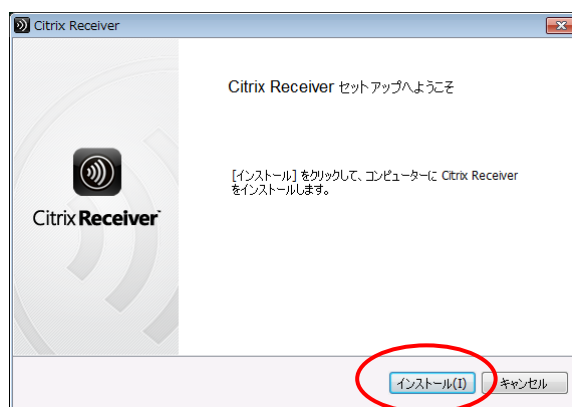 Citrix Receiver
Citrix Receiver セットアップへようこそ
[インストール] をクリックして、コンピューターに Citrix Receiver
をインストールします。
Citrix Receiver™
インストール(I)
キャンセル